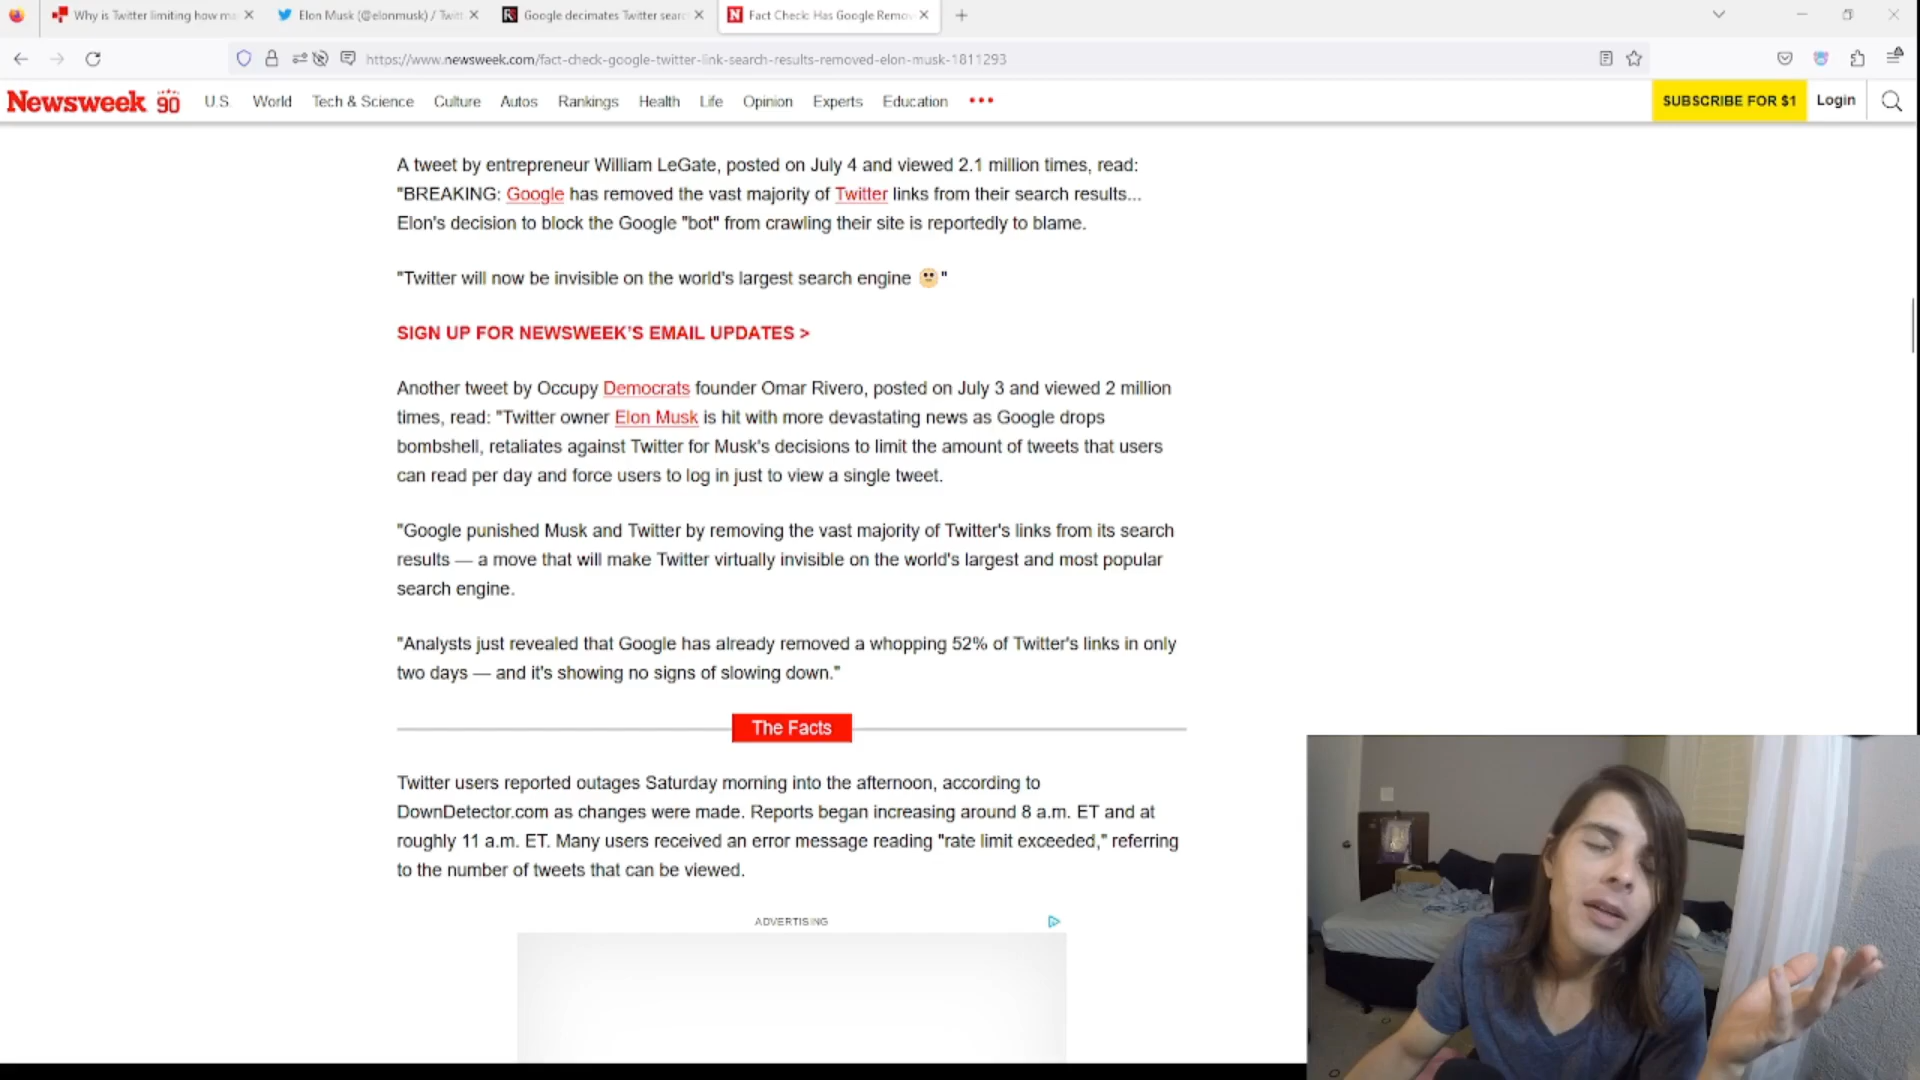 Why is Twitter limiting how m
Elon Musk (@elonmusk) / Twitt
Google decimates Twitter searc
Fact Check: Has Google Remov
https://www.newsweek.com/fact-check-google-twitter-link-search-results-removed-elon-musk-1811293
Newsweek 90 U.S. World Tech & Science Culture Autos Rankings Health Life Opinion Experts Education SUBSCRIBE FOR $1 Login
A tweet by entrepreneur William LeGate, posted on July 4 and viewed 2.1 million times, read:
"BREAKING: Google has removed the vast majority of Twitter links from their search results...
Elon's decision to block the Google "bot" from crawling their site is reportedly to blame.
"Twitter will now be invisible on the world's largest search engine 🫥"
SIGN UP FOR NEWSWEEK'S EMAIL UPDATES >
Another tweet by Occupy Democrats founder Omar Rivero, posted on July 3 and viewed 2 million
times, read: "Twitter owner Elon Musk is hit with more devastating news as Google drops
bombshell, retaliates against Twitter for Musk's decisions to limit the amount of tweets that users
can read per day and force users to log in just to view a single tweet.
"Google punished Musk and Twitter by removing the vast majority of Twitter's links from its search
results — a move that will make Twitter virtually invisible on the world's largest and most popular
search engine.
"Analysts just revealed that Google has already removed a whopping 52% of Twitter's links in only
two days — and it's showing no signs of slowing down."
The Facts
Twitter users reported outages Saturday morning into the afternoon, according to
DownDetector.com as changes were made. Reports began increasing around 8 a.m. ET and at
roughly 11 a.m. ET. Many users received an error message reading "rate limit exceeded," referring
to the number of tweets that can be viewed.
ADVERTISING